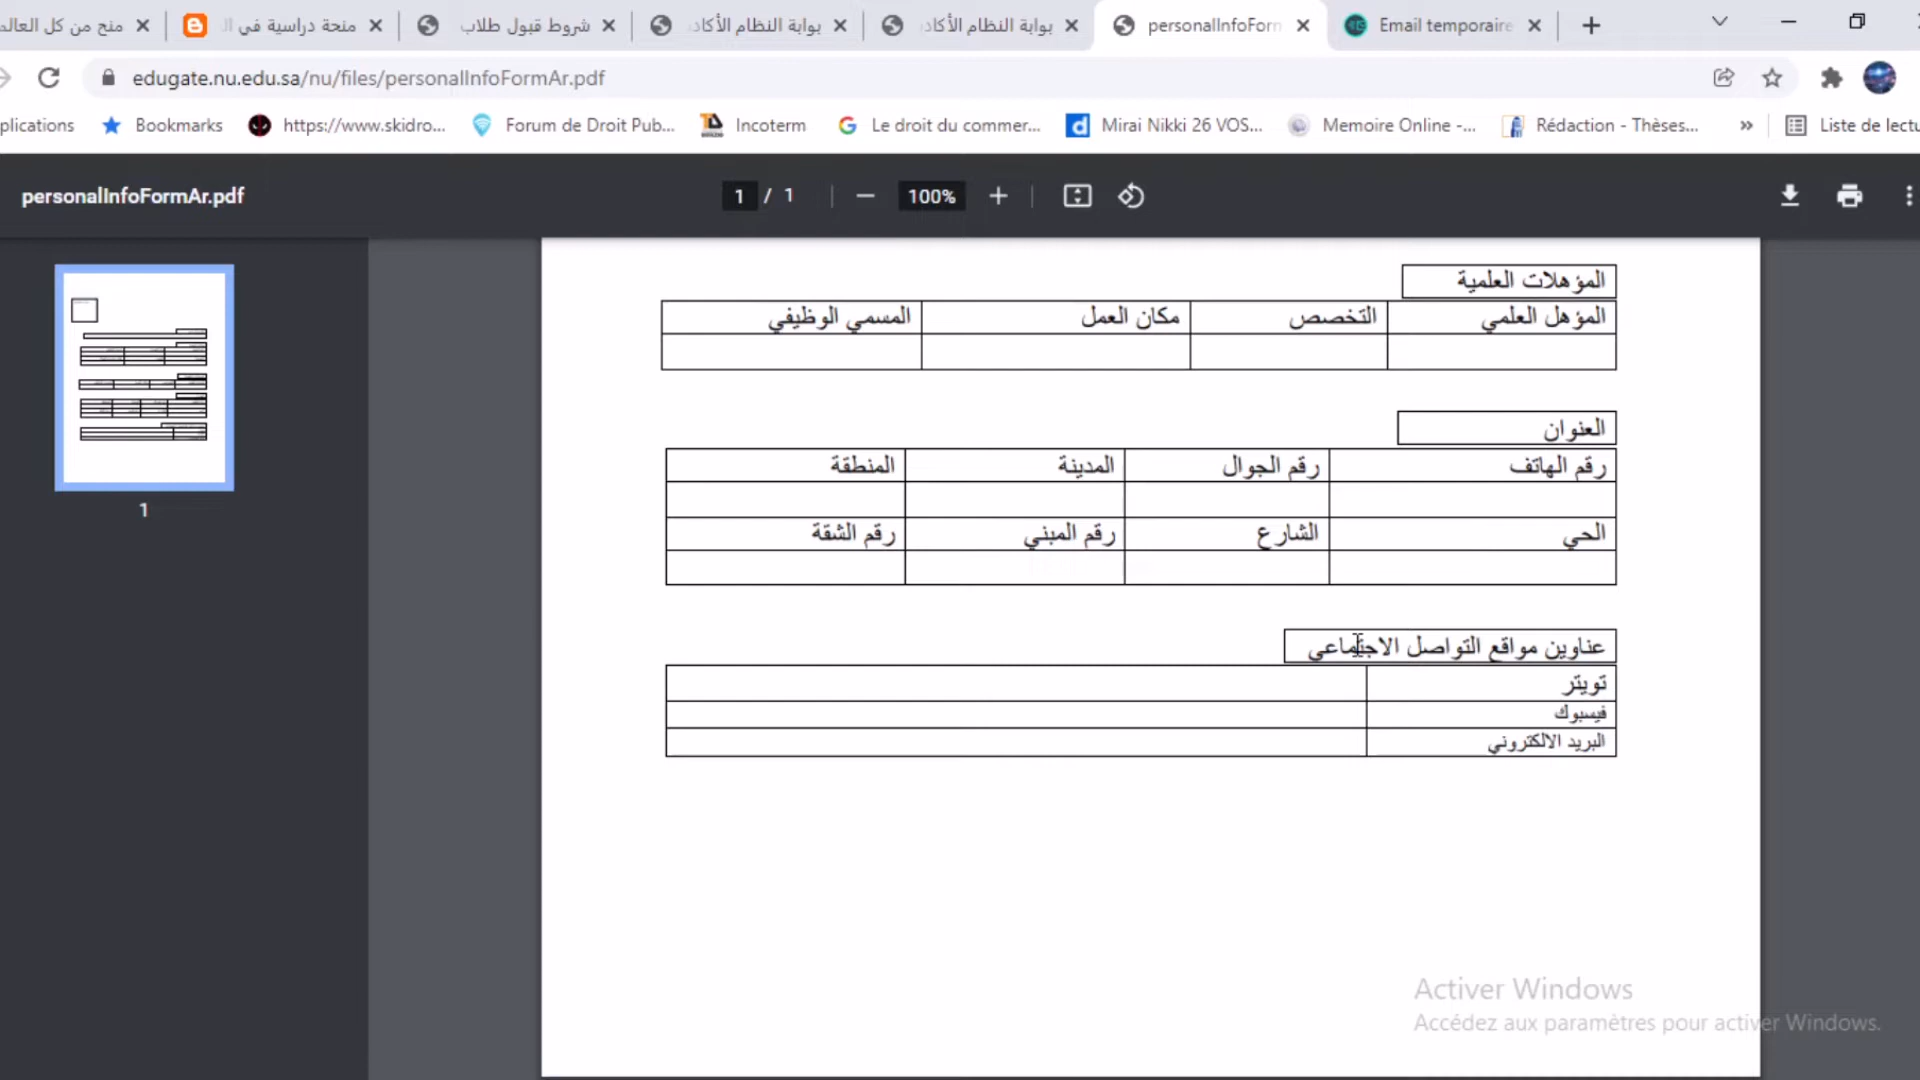 منح من كل العالم
منحة دراسية في ال
شروط قبول طلاب
بوابة النظام الأكاد
بوابة النظام الأكاد
personalInfoForm
Email temporaire
edugate.nu.edu.sa/nu/files/personalInfoFormAr.pdf
plications
Bookmarks
https://www.skidro...
Forum de Droit Pub...
Incoterm
Le droit du commer...
Mirai Nikki 26 VOS...
Memoire Online -...
Rédaction - Thèses...
»
Liste de lectu
personalInfoFormAr.pdf
1 / 1
100%
1
المؤهلات العلمية
المؤهل العلمي التخصص مكان العمل المسمي الوظيفي
العنوان
رقم الهاتف رقم الجوال المدينة المنطقة
الحي الشارع رقم المبني رقم الشقة
عناوين مواقع التواصل الاجتماعي
تويتر
فيسبوك
البريد الالكتروني
Activer Windows
Accédez aux paramètres pour activer Windows.